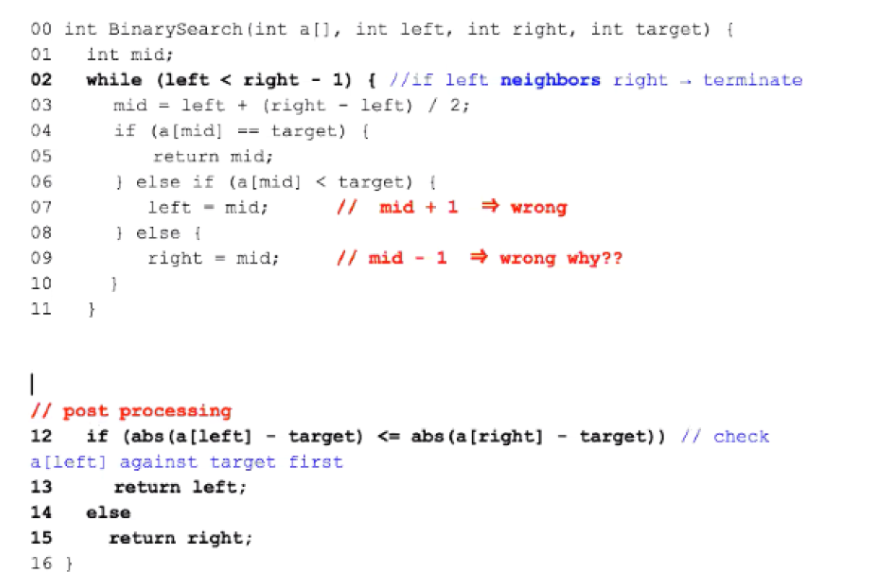 00 int BinarySearch(int a[], int left, int right, int target) {
01 int mid;
02 while (left < right - 1) { //if left neighbors right → terminate
03 mid = left + (right - left) / 2;
04 if (a[mid] == target) {
05 return mid;
06 } else if (a[mid] < target) {
07 left = mid; // mid + 1 ⇒ wrong
08 } else {
09 right = mid; // mid - 1 ⇒ wrong why??
10 }
11 }
// post processing
12 if (abs(a[left] - target) <= abs(a[right] - target)) // check
a[left] against target first
13 return left;
14 else
15 return right;
16 }